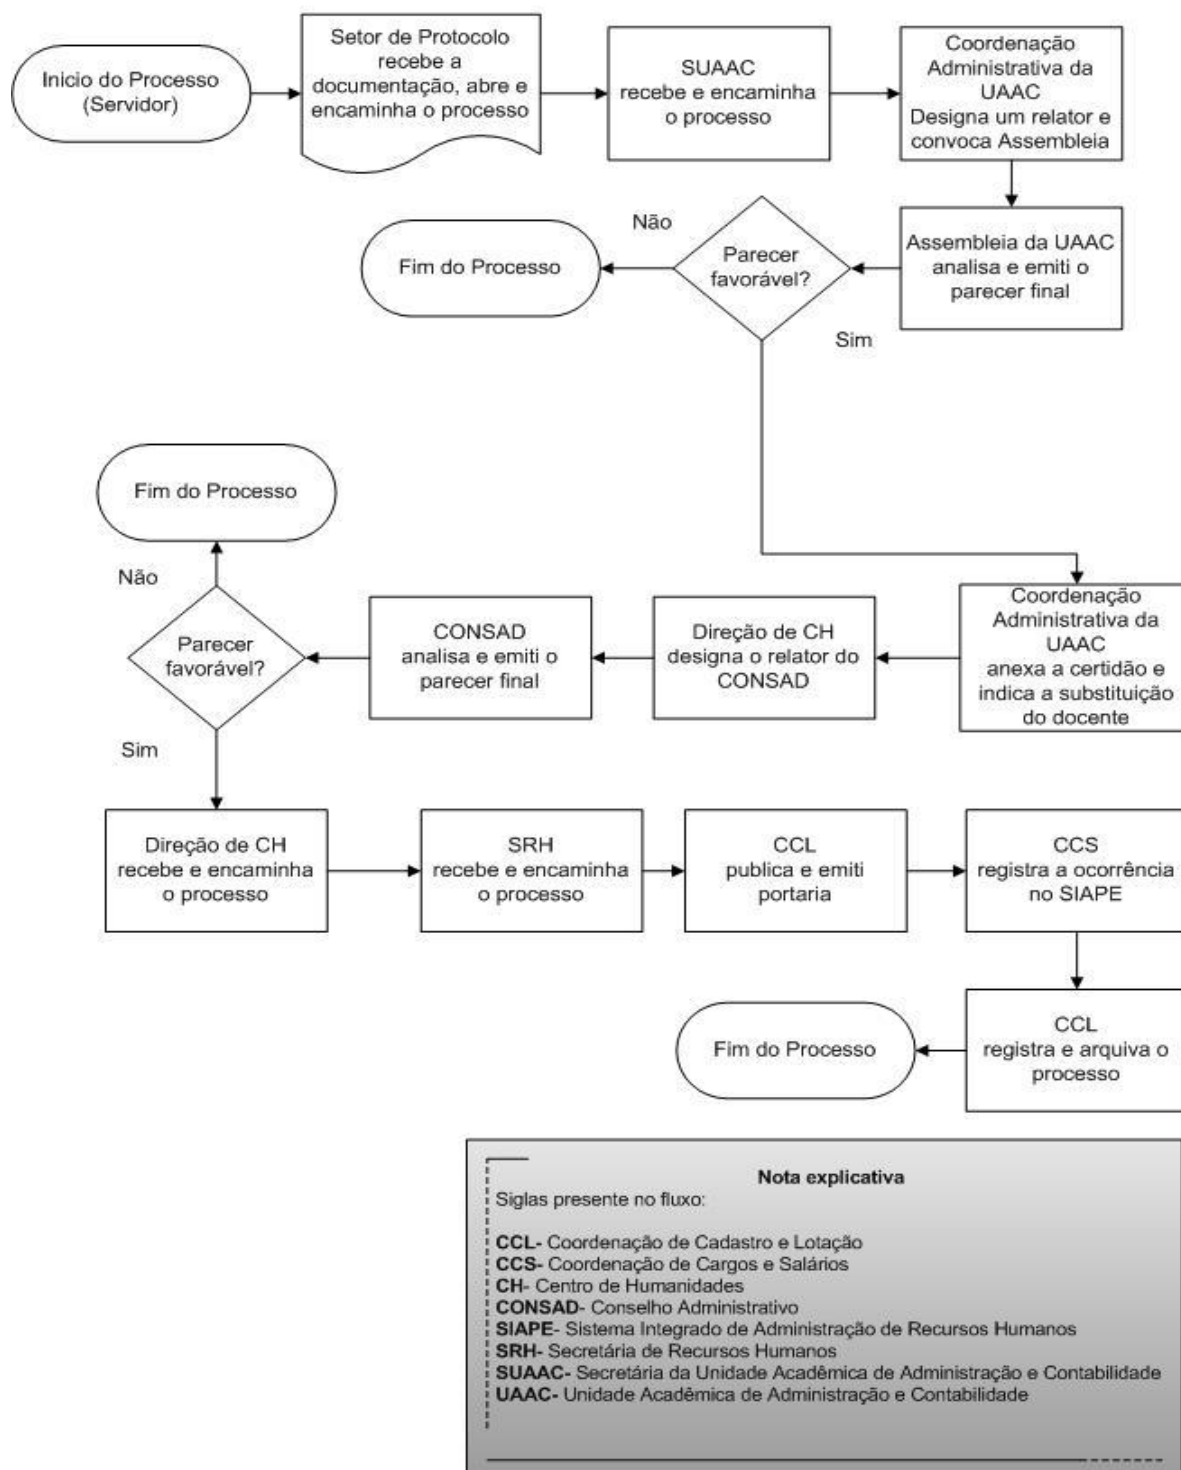 Inicio do Processo
(Servidor)
Setor de Protocolo
recebe a
documentação, abre e
encaminha o processo
SUAAC
recebe e encaminha
o processo
Coordenação
Administrativa da
UAAC
Designa um relator e
convoca Assembleia
Assembleia da UAAC
analisa e emiti o
parecer final
Parecer
favorável?
Não
Fim do Processo
Sim
Coordenação
Administrativa da
UAAC
anexa a certidão e
indica a substituição
do docente
Direção de CH
designa o relator do
CONSAD
CONSAD
analisa e emiti o
parecer final
Parecer
favorável?
Não
Fim do Processo
Sim
Direção de CH
recebe e encaminha
o processo
SRH
recebe e encaminha
o processo
CCL
publica e emiti
portaria
CCS
registra a ocorrência
no SIAPE
CCL
registra e arquiva o
processo
Fim do Processo
Nota explicativa
Siglas presente no fluxo:
CCL- Coordenação de Cadastro e Lotação
CCS- Coordenação de Cargos e Salários
CH- Centro de Humanidades
CONSAD- Conselho Administrativo
SIAPE- Sistema Integrado de Administração de Recursos Humanos
SRH- Secretária de Recursos Humanos
SUAAC- Secretária da Unidade Acadêmica de Administração e Contabilidade
UAAC- Unidade Acadêmica de Administração e Contabilidade